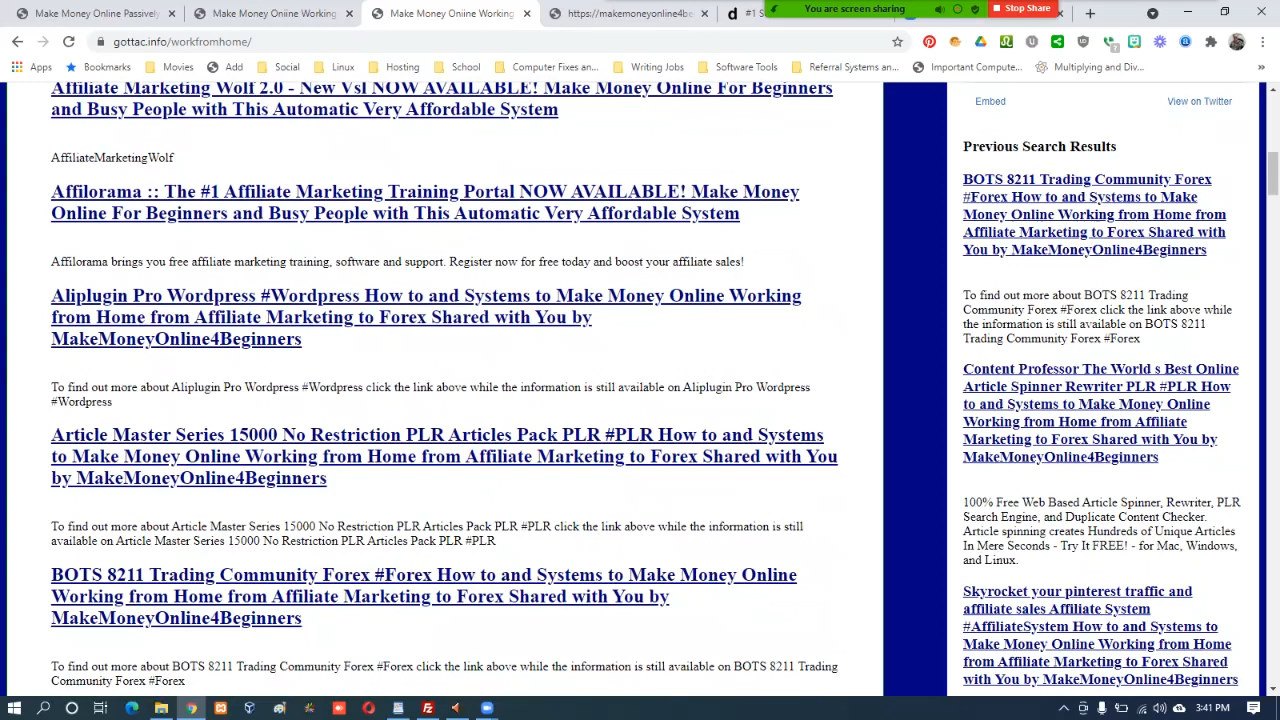 Make Money Online Passively
Make Money Online Working
Make Money Online Working
https://makemoneyonline4be
#1 S
You are screen sharing
Stop Share
gottac.info/workfromhome/
Apps
Bookmarks
Movies
Add
Social
Linux
Hosting
School
Computer Fixes an...
Writing Jobs
Software Tools
Referral Systems an...
Important Compute...
Multiplying and Div...
»
Affiliate Marketing Wolf 2.0 - New Vsl NOW AVAILABLE! Make Money Online For Beginners
and Busy People with This Automatic Very Affordable System
AffiliateMarketingWolf
Affilorama :: The #1 Affiliate Marketing Training Portal NOW AVAILABLE! Make Money
Online For Beginners and Busy People with This Automatic Very Affordable System
Affilorama brings you free affiliate marketing training, software and support. Register now for free today and boost your affiliate sales!
Aliplugin Pro Wordpress #Wordpress How to and Systems to Make Money Online Working
from Home from Affiliate Marketing to Forex Shared with You by
MakeMoneyOnline4Beginners
To find out more about Aliplugin Pro Wordpress #Wordpress click the link above while the information is still available on Aliplugin Pro Wordpress
#Wordpress
Article Master Series 15000 No Restriction PLR Articles Pack PLR #PLR How to and Systems
to Make Money Online Working from Home from Affiliate Marketing to Forex Shared with You
by MakeMoneyOnline4Beginners
To find out more about Article Master Series 15000 No Restriction PLR Articles Pack PLR #PLR click the link above while the information is still
available on Article Master Series 15000 No Restriction PLR Articles Pack PLR #PLR
BOTS 8211 Trading Community Forex #Forex How to and Systems to Make Money Online
Working from Home from Affiliate Marketing to Forex Shared with You by
MakeMoneyOnline4Beginners
To find out more about BOTS 8211 Trading Community Forex #Forex click the link above while the information is still available on BOTS 8211 Trading
Community Forex #Forex
Embed
View on Twitter
Previous Search Results
BOTS 8211 Trading Community Forex
#Forex How to and Systems to Make
Money Online Working from Home from
Affiliate Marketing to Forex Shared with
You by MakeMoneyOnline4Beginners
To find out more about BOTS 8211 Trading
Community Forex #Forex click the link above while
the information is still available on BOTS 8211
Trading Community Forex #Forex
Content Professor The World s Best Online
Article Spinner Rewriter PLR #PLR How
to and Systems to Make Money Online
Working from Home from Affiliate
Marketing to Forex Shared with You by
MakeMoneyOnline4Beginners
100% Free Web Based Article Spinner, Rewriter, PLR
Search Engine, and Duplicate Content Checker.
Article spinning creates Hundreds of Unique Articles
In Mere Seconds - Try It FREE! - for Mac, Windows,
and Linux.
Skyrocket your pinterest traffic and
affiliate sales Affiliate System
#AffiliateSystem How to and Systems to
Make Money Online Working from Home
from Affiliate Marketing to Forex Shared
with You by MakeMoneyOnline4Beginners
3:41 PM